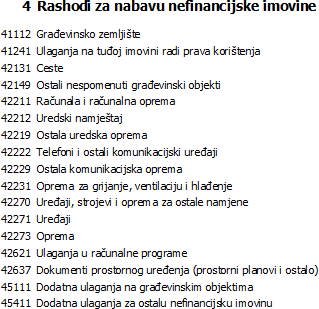 4 Rashodi za nabavu nefinancijske imovine
41112 Građevinsko zemljište
41241 Ulaganja na tuđoj imovini radi prava korištenja
42131 Ceste
42149 Ostali nespomenuti građevinski objekti
42211 Računala i računalna oprema
42212 Uredski namještaj
42219 Ostala uredska oprema
42222 Telefoni i ostali komunikacijski uređaji
42229 Ostala komunikacijska oprema
42231 Oprema za grijanje, ventilaciju i hlađenje
42270 Uređaji, strojevi i oprema za ostale namjene
42271 Uređaji
42273 Oprema
42621 Ulaganja u računalne programe
42637 Dokumenti prostornog uređenja (prostorni planovi i ostalo)
45111 Dodatna ulaganja na građevinskim objektima
45411 Dodatna ulaganja za ostalu nefinancijsku imovinu